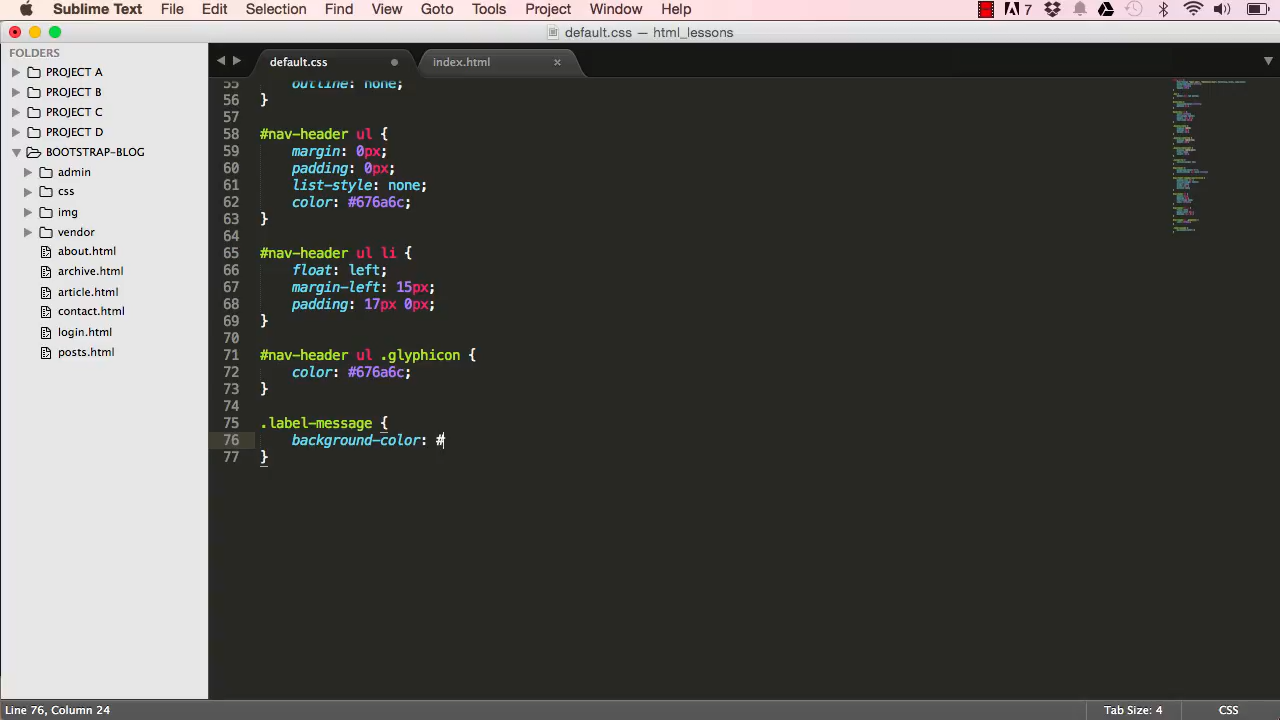 Sublime Text File Edit Selection Find View Goto Tools Project Window Help 7
default.css — html_lessons
FOLDERS
PROJECT A
PROJECT B
PROJECT C
PROJECT D
BOOTSTRAP-BLOG
admin
css
img
vendor
about.html
archive.html
article.html
contact.html
login.html
posts.html
default.css index.html
55 outline: none;
56 }
57
58 #nav-header ul {
59 margin: 0px;
60 padding: 0px;
61 list-style: none;
62 color: #676a6c;
63 }
64
65 #nav-header ul li {
66 float: left;
67 margin-left: 15px;
68 padding: 17px 0px;
69 }
70
71 #nav-header ul .glyphicon {
72 color: #676a6c;
73 }
74
75 .label-message {
76 background-color: #
77 }
Line 76, Column 24 Tab Size: 4 CSS